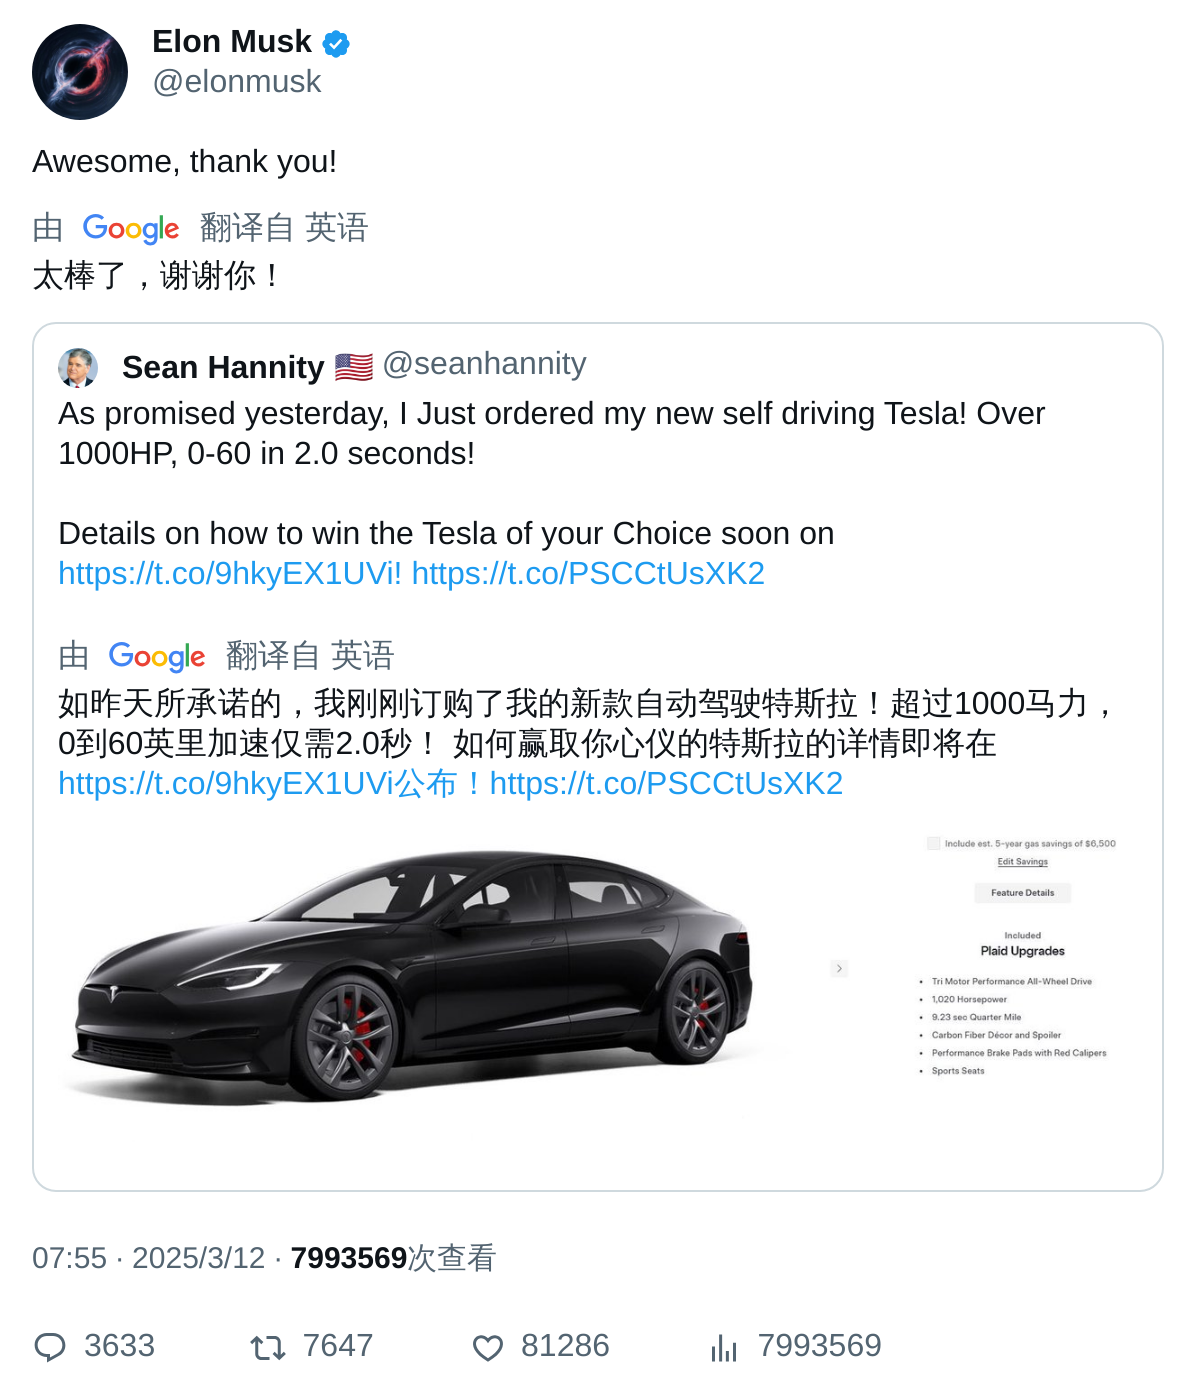 Elon Musk
@elonmusk
Awesome, thank you!
由 Google 翻译自 英语
太棒了，谢谢你！
Sean Hannity 🇺🇸 @seanhannity
As promised yesterday, I Just ordered my new self driving Tesla! Over
1000HP, 0-60 in 2.0 seconds!
Details on how to win the Tesla of your Choice soon on
https://t.co/9hkyEX1UVi! https://t.co/PSCCtUsXK2
由 Google 翻译自 英语
如昨天所承诺的，我刚刚订购了我的新款自动驾驶特斯拉！超过1000马力，
0到60英里加速仅需2.0秒！ 如何赢取你心仪的特斯拉的详情即将在
https://t.co/9hkyEX1UVi公布！https://t.co/PSCCtUsXK2
Include est. 5-year gas savings of $6,500
Edit Savings
Feature Details
Included
Plaid Upgrades
• Tri Motor Performance All-Wheel Drive
• 1,020 Horsepower
• 9.23 sec Quarter Mile
• Carbon Fiber Décor and Spoiler
• Performance Brake Pads with Red Calipers
• Sports Seats
07:55 · 2025/3/12 · 7993569次查看
3633 7647 81286 7993569